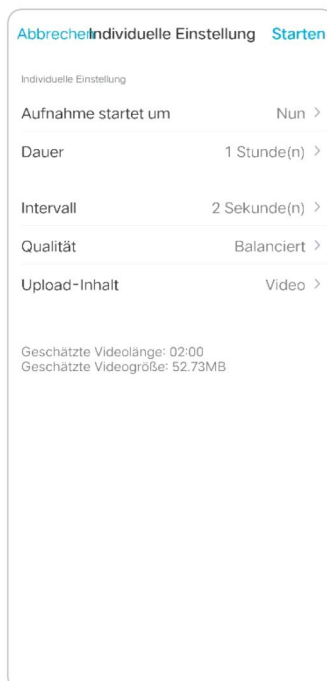 Abbrechen Individuelle Einstellung Starten
Individuelle Einstellung
Aufnahme startet um Nun >
Dauer 1 Stunde(n) >
Intervall 2 Sekunde(n) >
Qualität Balanciert >
Upload-Inhalt Video >
Geschätzte Videolänge: 02:00
Geschätzte Videogröße: 52.73MB